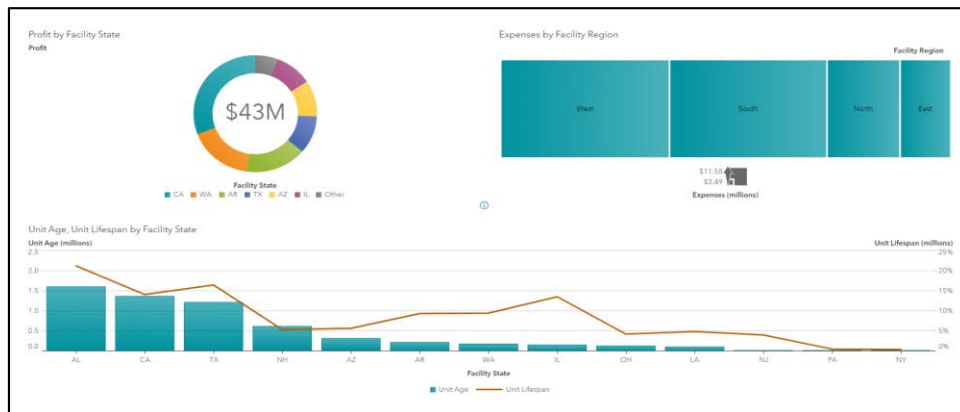 Profit by Facility State
Profit
$43M
Facility State
CA WA AR TX AZ IL Other
Expenses by Facility Region
Facility Region
West South North East
$11.58
$3.49
Expenses (millions)
Unit Age, Unit Lifespan by Facility State
Unit Age (millions) Unit Lifespan (millions)
2.5 25%
2.0 20%
1.5 15%
1.0 10%
0.5 5%
0.0 0%
AL CA TX NH AZ AR WA IL OH LA NJ PA NY
Facility State
Unit Age Unit Lifespan